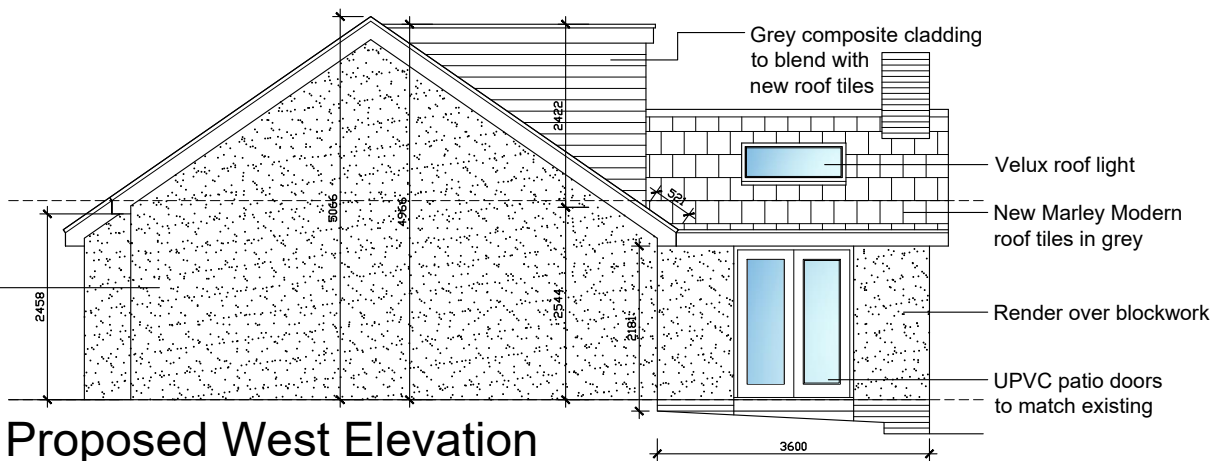 Grey composite cladding
to blend with
new roof tiles
Velux roof light
New Marley Modern
roof tiles in grey
Render over blockwork
UPVC patio doors
to match existing
5066
4966
2422
521
2458
2544
2181
3600
Proposed West Elevation